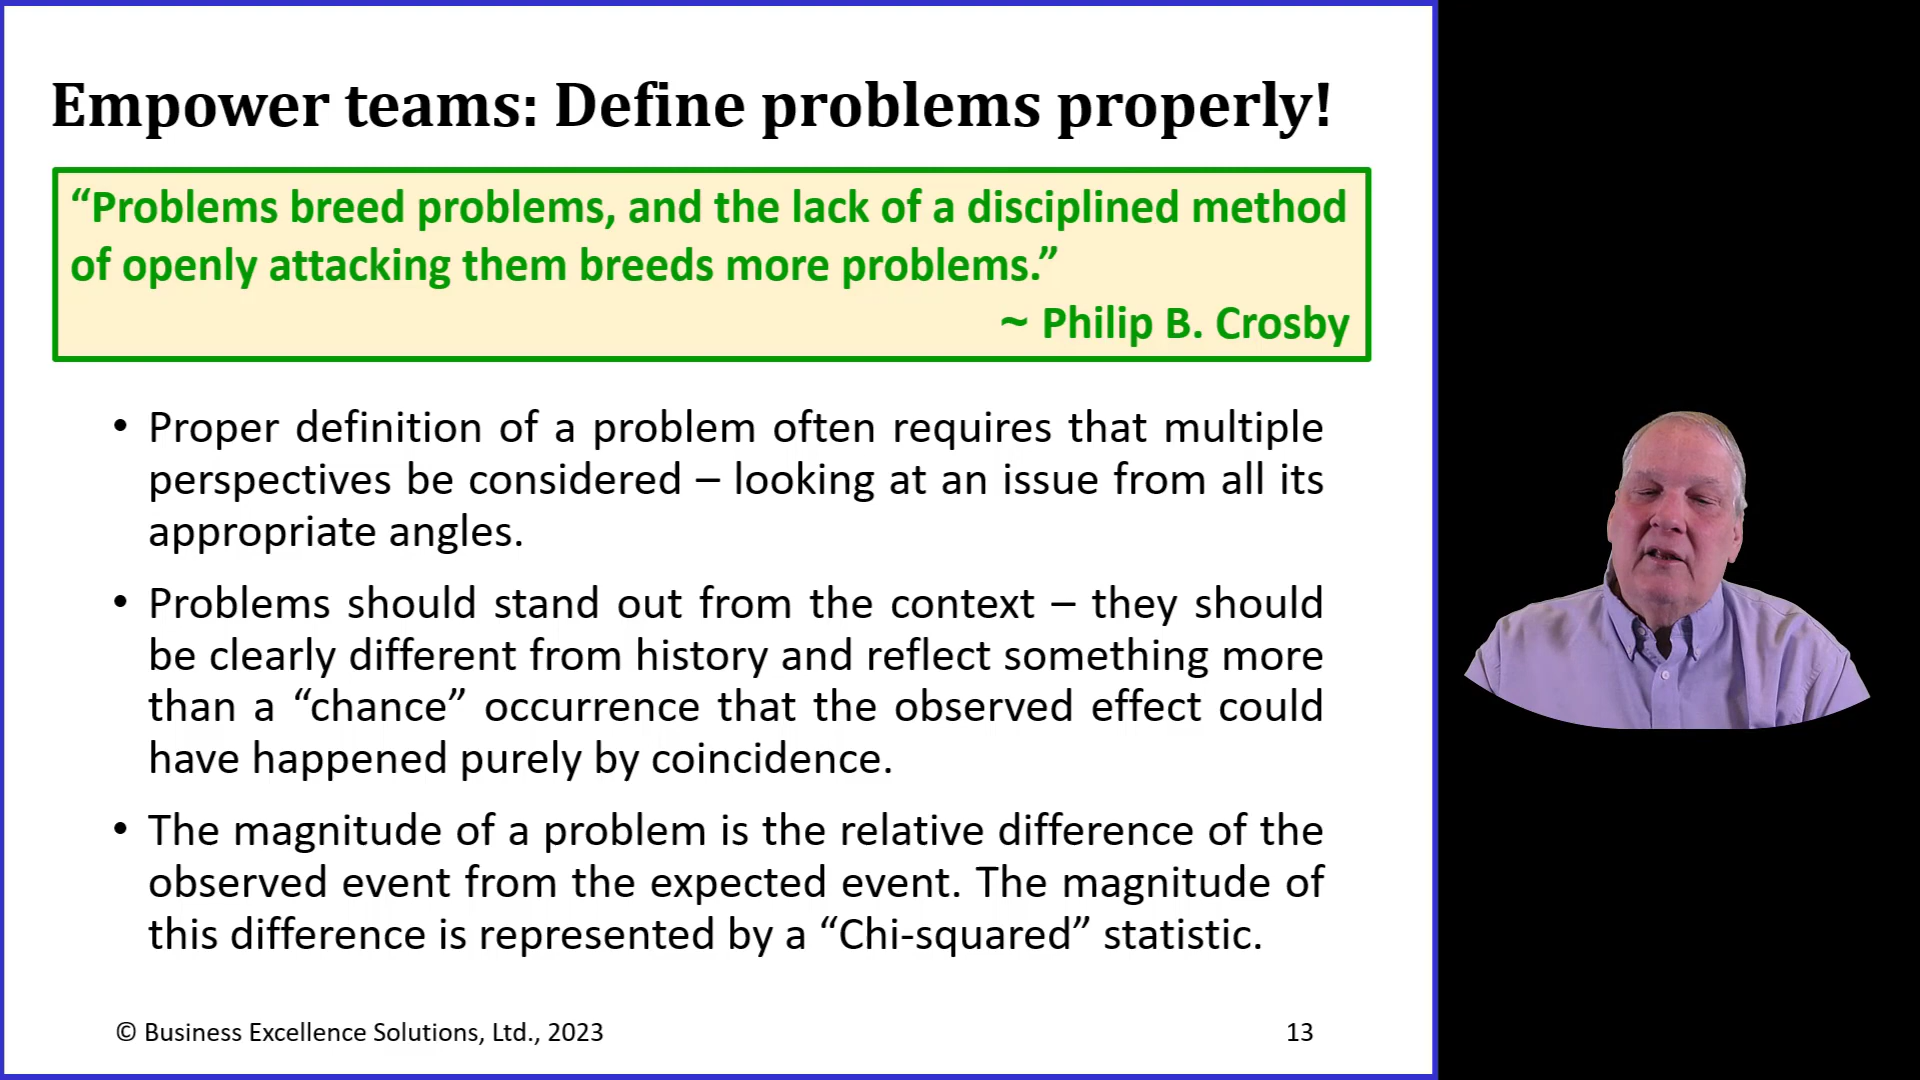 Empower teams: Define problems properly!
“Problems breed problems, and the lack of a disciplined method
of openly attacking them breeds more problems.”
~ Philip B. Crosby
• Proper definition of a problem often requires that multiple
perspectives be considered – looking at an issue from all its
appropriate angles.
• Problems should stand out from the context – they should
be clearly different from history and reflect something more
than a “chance” occurrence that the observed effect could
have happened purely by coincidence.
• The magnitude of a problem is the relative difference of the
observed event from the expected event. The magnitude of
this difference is represented by a “Chi-squared” statistic.
© Business Excellence Solutions, Ltd., 2023
13